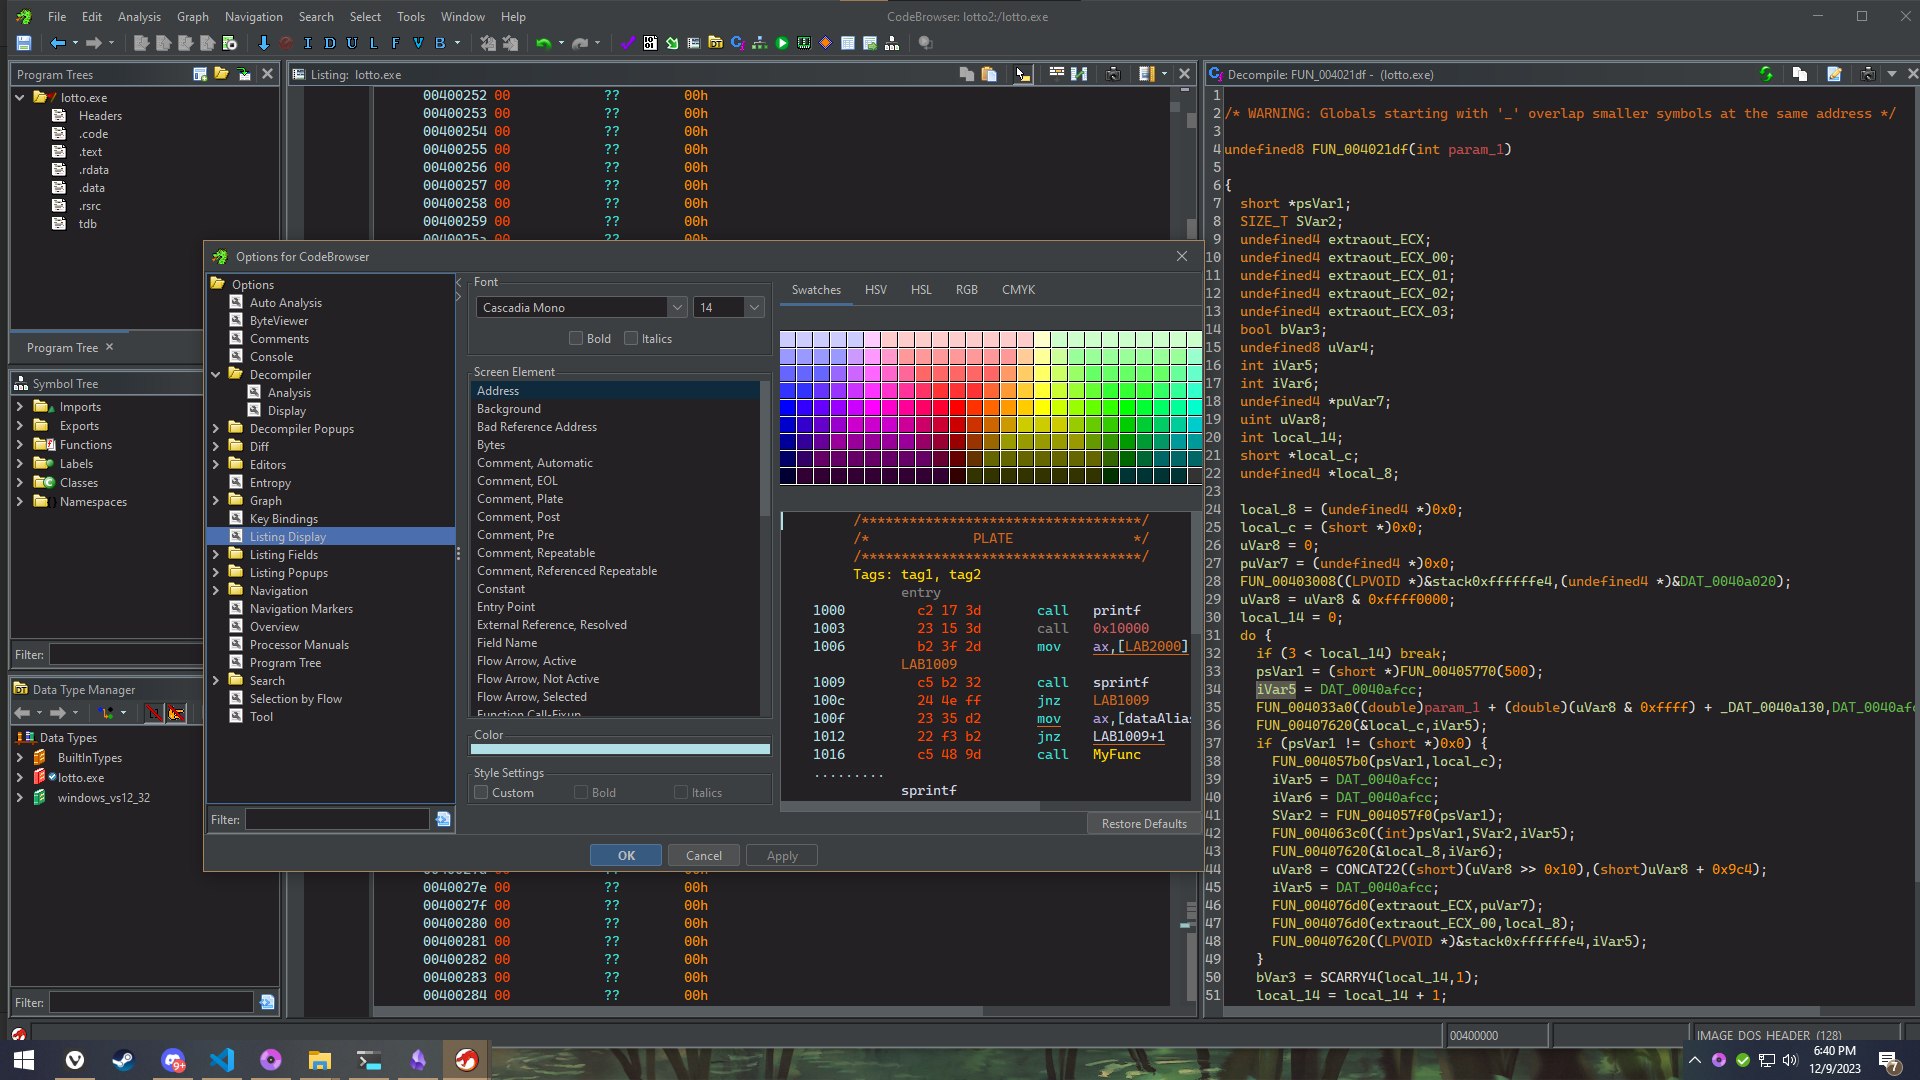 File Edit Analysis Graph Navigation Search Select Tools Window Help
CodeBrowser: lotto2:/lotto.exe
I D U L F V B
Program Trees
lotto.exe
Headers
.code
.text
.rdata
.data
.rsrc
tdb
Program Tree
Symbol Tree
Imports
Exports
Functions
Labels
Classes
Namespaces
Filter:
Data Type Manager
Data Types
BuiltInTypes
lotto.exe
windows_vs12_32
Filter:
Listing: lotto.exe
00400252 00 ?? 00h
00400253 00 ?? 00h
00400254 00 ?? 00h
00400255 00 ?? 00h
00400256 00 ?? 00h
00400257 00 ?? 00h
00400258 00 ?? 00h
00400259 00 ?? 00h
Options for CodeBrowser
Options
Auto Analysis
ByteViewer
Comments
Console
Decompiler
Analysis
Display
Decompiler Popups
Diff
Editors
Entropy
Graph
Key Bindings
Listing Display
Listing Fields
Listing Popups
Navigation
Navigation Markers
Overview
Processor Manuals
Program Tree
Search
Selection by Flow
Tool
Filter:
Font
Cascadia Mono 14
Bold Italics
Screen Element
Address
Background
Bad Reference Address
Bytes
Comment, Automatic
Comment, EOL
Comment, Plate
Comment, Post
Comment, Pre
Comment, Repeatable
Comment, Referenced Repeatable
Constant
Entry Point
External Reference, Resolved
Field Name
Flow Arrow, Active
Flow Arrow, Not Active
Flow Arrow, Selected
Function Call-Fixup
Color
Style Settings
Custom Bold Italics
Swatches HSV HSL RGB CMYK
/***********************************/
/* PLATE */
/***********************************/
Tags: tag1, tag2
entry
1000 c2 17 3d call printf
1003 23 15 3d call 0x10000
1006 b2 3f 2d mov ax,[LAB2000]
LAB1009
1009 c5 b2 32 call sprintf
100c 24 4e ff jnz LAB1009
100f 23 35 d2 mov ax,[dataAlias
1012 22 f3 b2 jnz LAB1009+1
1016 c5 48 9d call MyFunc
.........
sprintf
Restore Defaults
OK Cancel Apply
0040027e 00 ?? 00h
0040027f 00 ?? 00h
00400280 00 ?? 00h
00400281 00 ?? 00h
00400282 00 ?? 00h
00400283 00 ?? 00h
00400284 00 ?? 00h
Decompile: FUN_004021df - (lotto.exe)
1
2 /* WARNING: Globals starting with '_' overlap smaller symbols at the same address */
3
4 undefined8 FUN_004021df(int param_1)
5
6 {
7 short *psVar1;
8 SIZE_T SVar2;
9 undefined4 extraout_ECX;
10 undefined4 extraout_ECX_00;
11 undefined4 extraout_ECX_01;
12 undefined4 extraout_ECX_02;
13 undefined4 extraout_ECX_03;
14 bool bVar3;
15 undefined8 uVar4;
16 int iVar5;
17 int iVar6;
18 undefined4 *puVar7;
19 uint uVar8;
20 int local_14;
21 short *local_c;
22 undefined4 *local_8;
23
24 local_8 = (undefined4 *)0x0;
25 local_c = (short *)0x0;
26 uVar8 = 0;
27 puVar7 = (undefined4 *)0x0;
28 FUN_00403008((LPVOID *)&stack0xffffffe4,(undefined4 *)&DAT_0040a020);
29 uVar8 = uVar8 & 0xffff0000;
30 local_14 = 0;
31 do {
32 if (3 < local_14) break;
33 psVar1 = (short *)FUN_00405770(500);
34 iVar5 = DAT_0040afcc;
35 FUN_004033a0((double)param_1 + (double)(uVar8 & 0xffff) + _DAT_0040a130,DAT_0040afc
36 FUN_00407620(&local_c,iVar5);
37 if (psVar1 != (short *)0x0) {
38 FUN_004057b0(psVar1,local_c);
39 iVar5 = DAT_0040afcc;
40 iVar6 = DAT_0040afcc;
41 SVar2 = FUN_004057f0(psVar1);
42 FUN_004063c0((int)psVar1,SVar2,iVar5);
43 FUN_00407620(&local_8,iVar6);
44 uVar8 = CONCAT22((short)(uVar8 >> 0x10),(short)uVar8 + 0x9c4);
45 iVar5 = DAT_0040afcc;
46 FUN_004076d0(extraout_ECX,puVar7);
47 FUN_004076d0(extraout_ECX_00,local_8);
48 FUN_00407620((LPVOID *)&stack0xffffffe4,iVar5);
49 }
50 bVar3 = SCARRY4(local_14,1);
51 local_14 = local_14 + 1;
00400000
IMAGE_DOS_HEADER (128)
9+
6:40 PM
12/9/2023
7